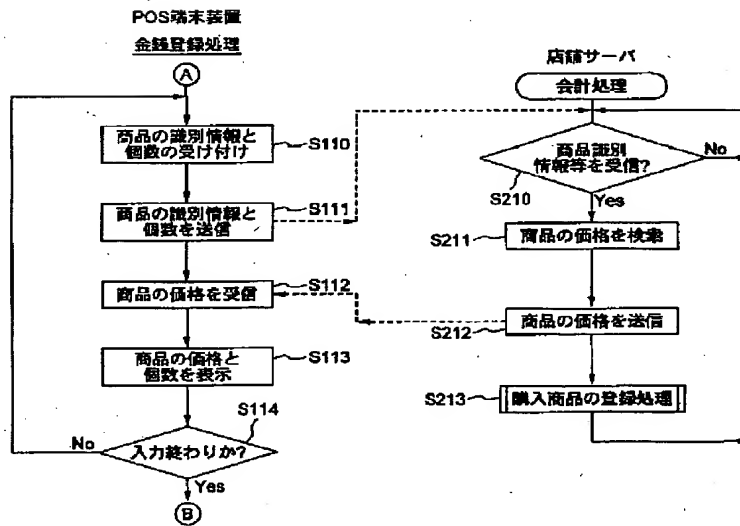 POS端末装置
金銭登録処理
A
商品の識別情報と
個数の受け付け
S110
商品の識別情報と
個数を送信
S111
商品の価格を受信
S112
商品の価格と
個数を表示
S113
S114
入力終わりか?
No
Yes
B
店舗サーバ
会計処理
商品識別
情報等を受信?
No
S210
Yes
S211
商品の価格を検索
S212
商品の価格を送信
S213
購入商品の登録処理